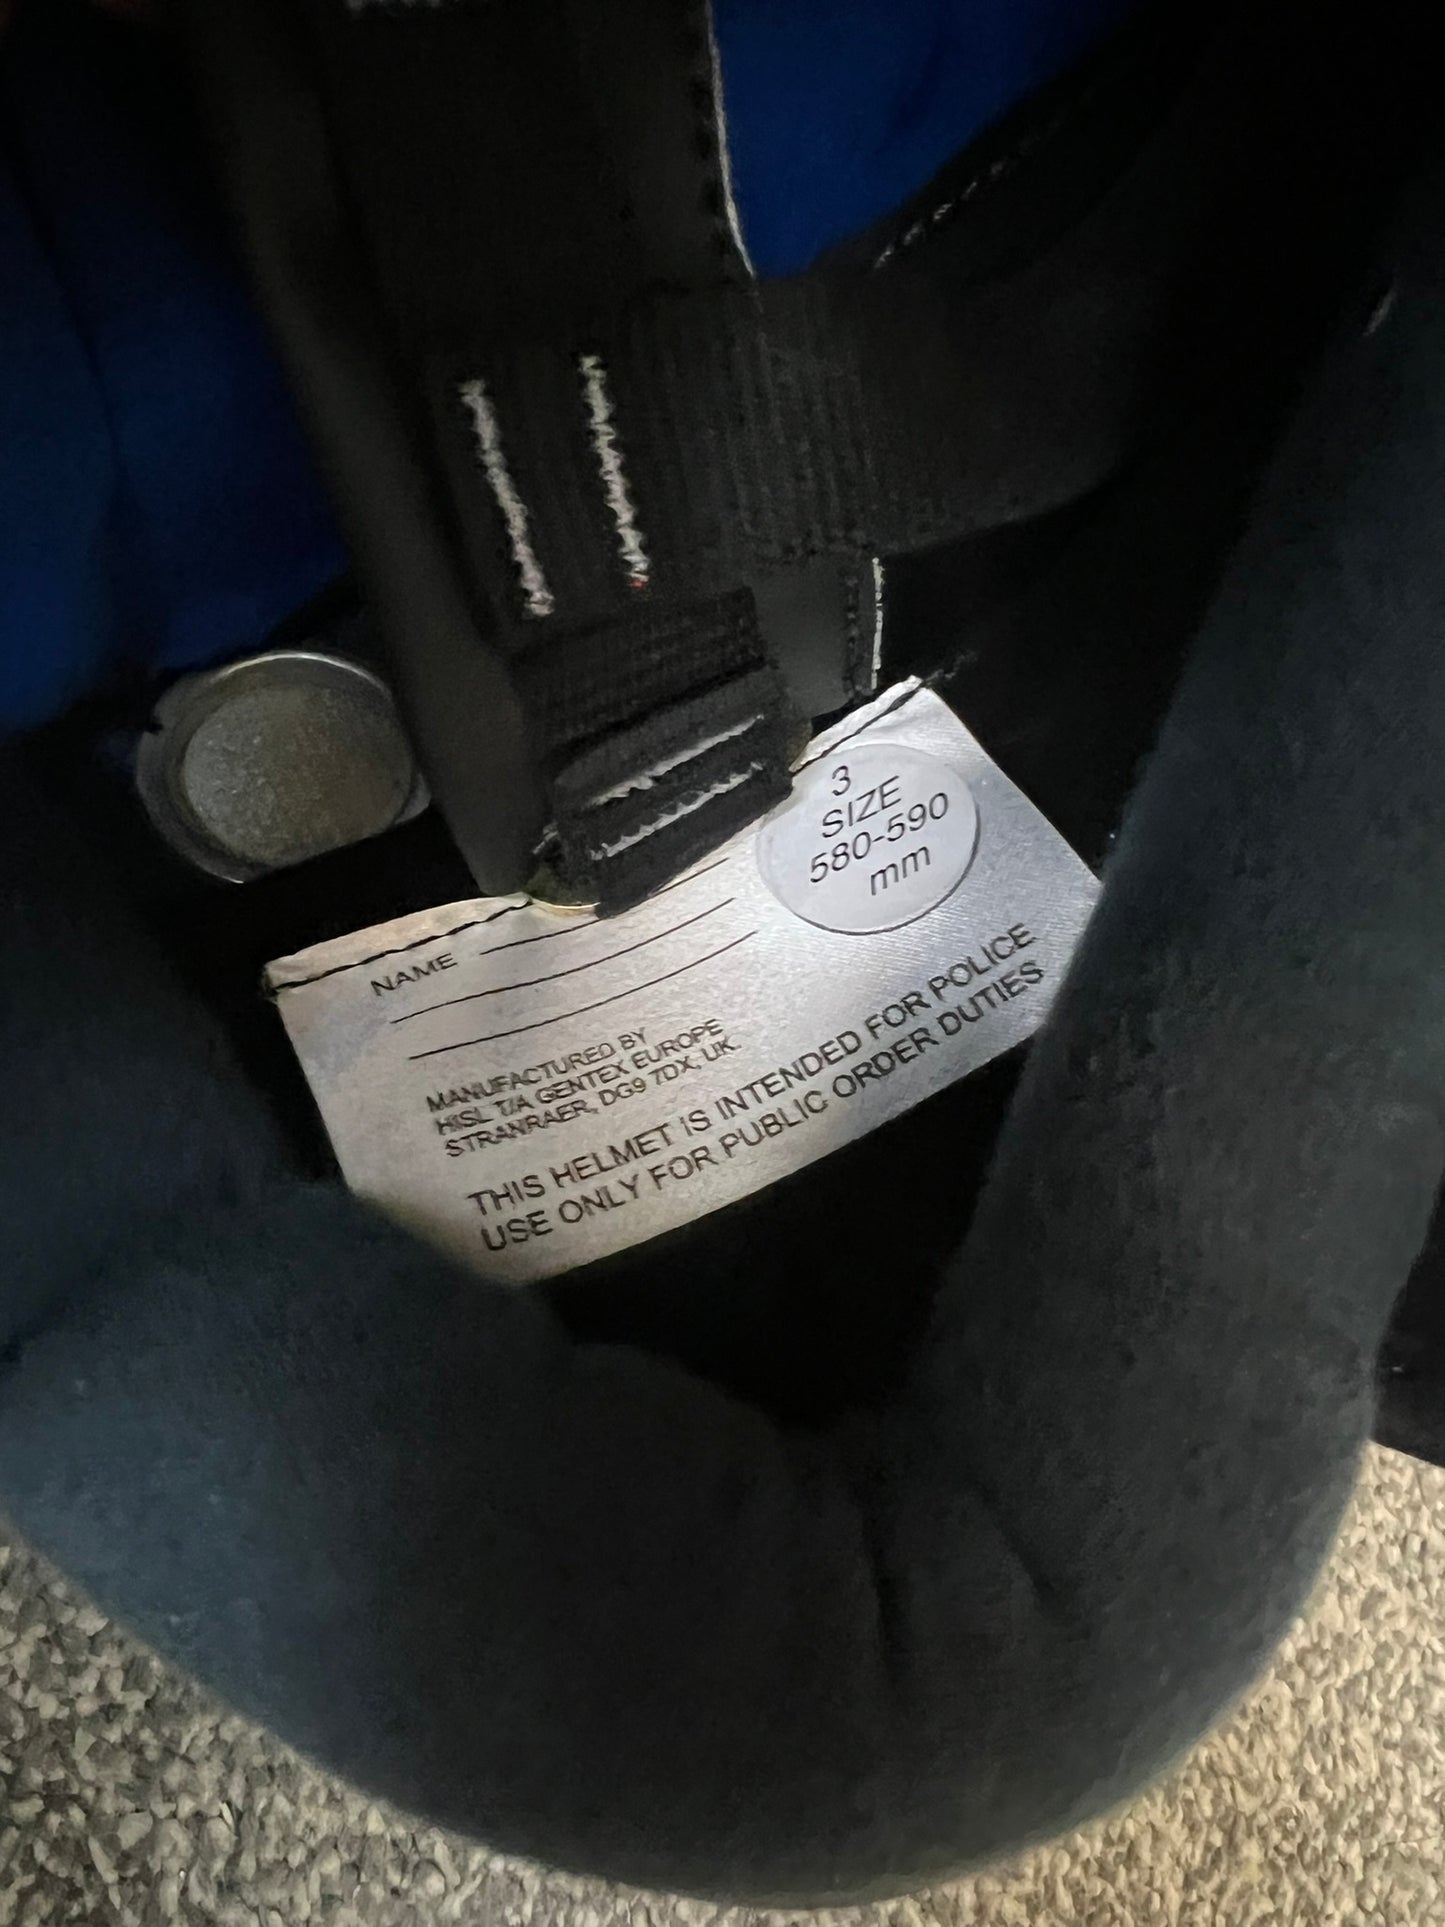 3
SIZE
580-590
mm
NAME
MANUFACTURED BY
HISL T/A GENTEX EUROPE
STRANRAER, DG9 7DX, UK.
THIS HELMET IS INTENDED FOR POLICE
USE ONLY FOR PUBLIC ORDER DUTIES